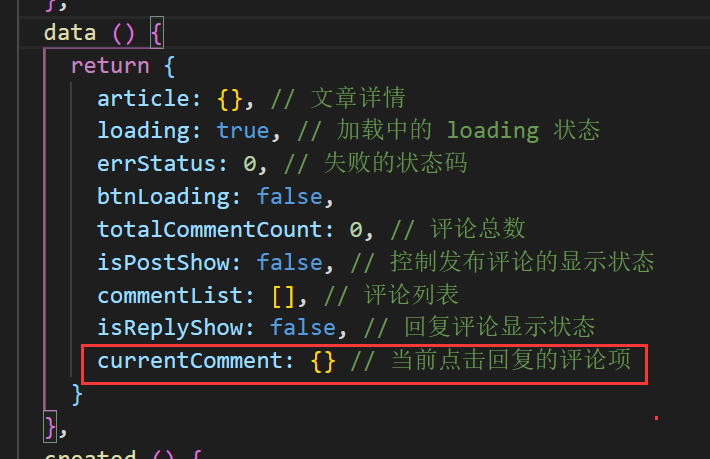 },
data () {
return {
article: {}, // 文章详情
loading: true, // 加载中的 loading 状态
errStatus: 0, // 失败的状态码
btnLoading: false,
totalCommentCount: 0, // 评论总数
isPostShow: false, // 控制发布评论的显示状态
commentList: [], // 评论列表
isReplyShow: false, // 回复评论显示状态
currentComment: {} // 当前点击回复的评论项
}
},
created () {